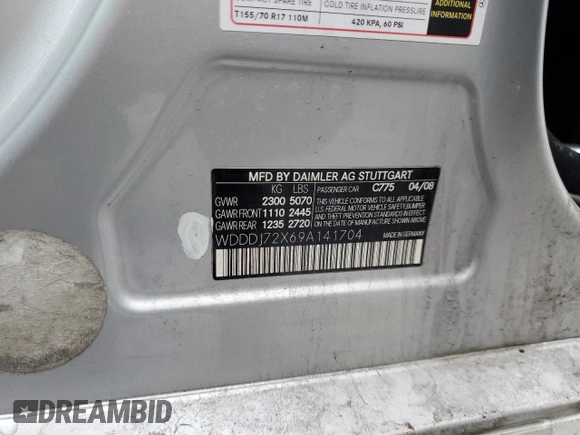 COLD TIRE INFLATION PRESSURE
T155/70 R17 110M
420 KPA, 60 PSI
ADDITIONAL
INFORMATION
MFD BY DAIMLER AG STUTTGART
KG LBS PASSENGER CAR C775 04/08
GVWR 2300 5070
GAWR FRONT 1110 2445
GAWR REAR 1235 2720
THIS VEHICLE CONFORMS TO ALL APPLICABLE
U.S. FEDERAL MOTOR VEHICLE SAFETY, BUMPER
AND THEFT PREVENTION STANDARDS IN EFFECT
ON THE DATE OF MANUFACTURE SHOWN ABOVE.
WDDDJ72X69A141704
MADE IN GERMANY
DREAMBID